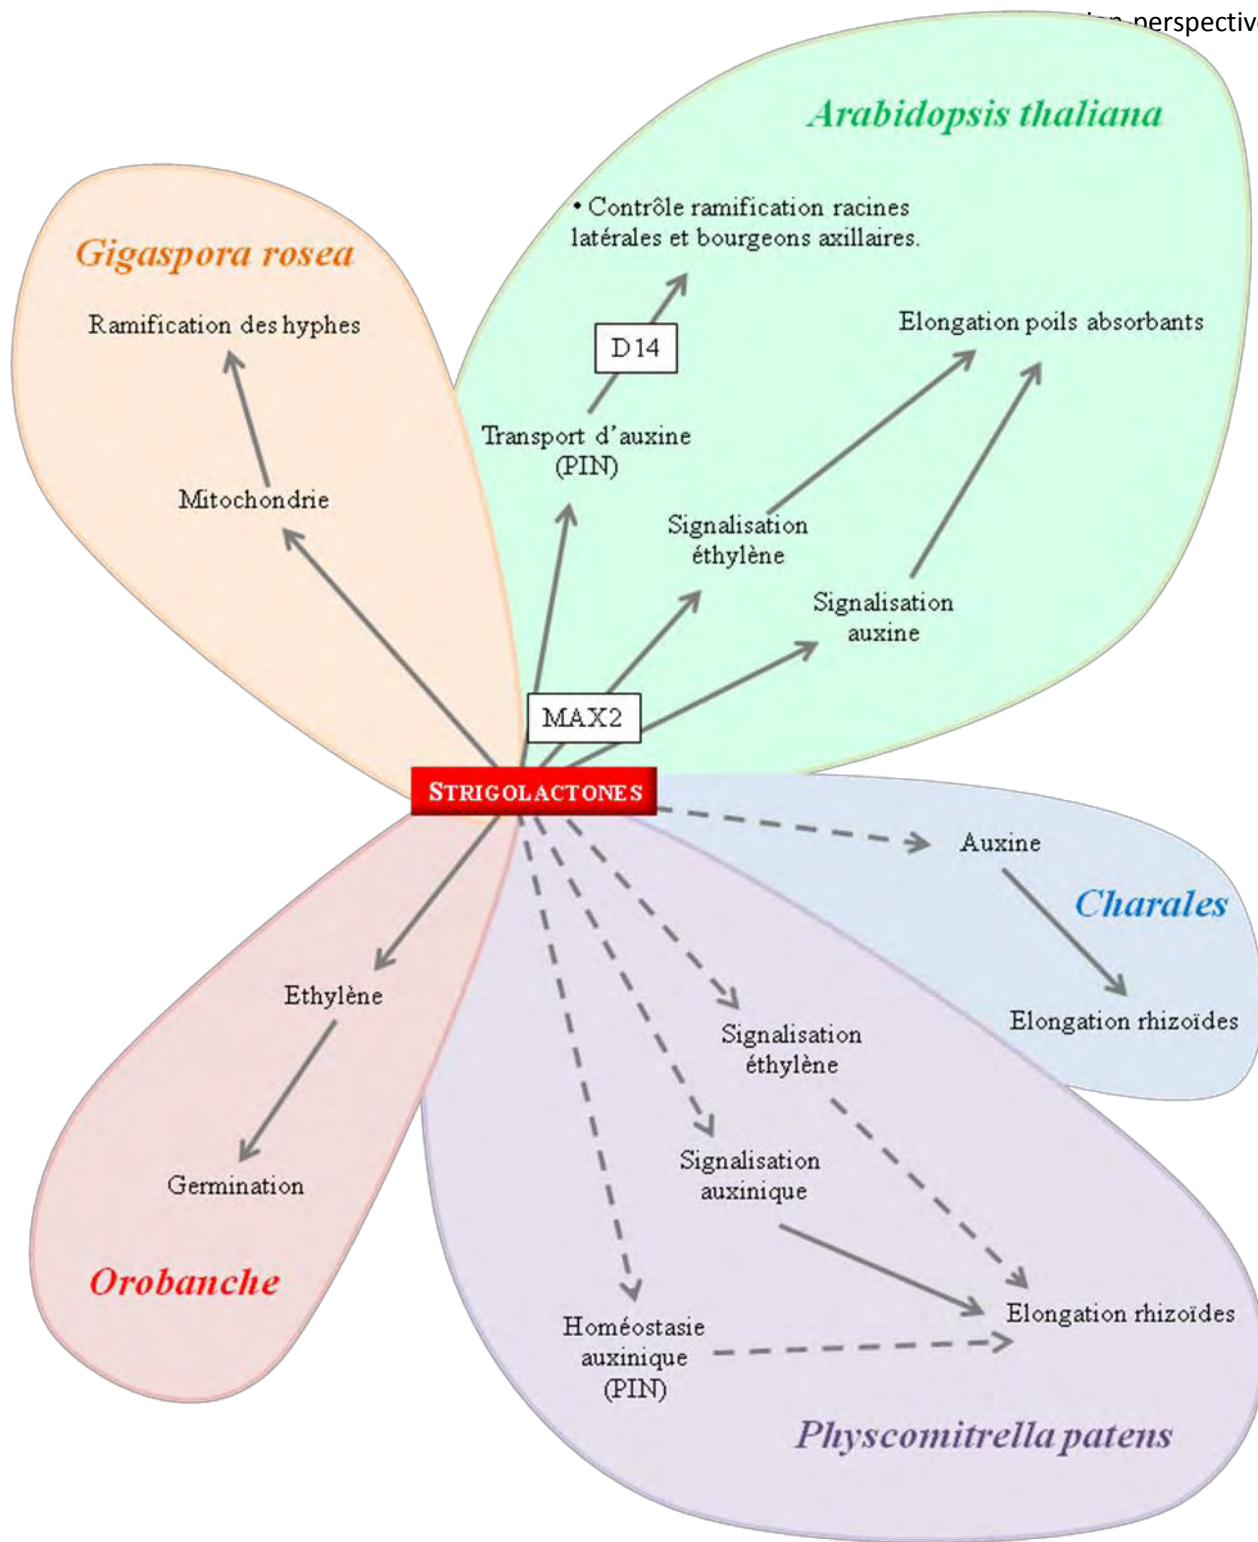 perspective
Arabidopsis thaliana
• Contrôle ramification racines
latérales et bourgeons axillaires.
Gigaspora rosea
Ramification des hyphes
Elongation poils absorbants
D14
Transport d’auxine
(PIN)
Mitochondrie
Signalisation
éthylène
Signalisation
auxine
MAX2
STRIGOLACTONES
Auxine
Charales
Elongation rhizoïdes
Ethylène
Germination
Orobanche
Signalisation
éthylène
Signalisation
auxinique
Homéostasie
auxinique
(PIN)
Elongation rhizoïdes
Physcomitrella patens